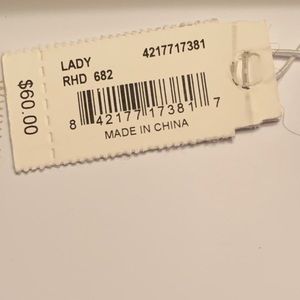 LADY 4217717381
RHD 682
8 42177 17381 7
MADE IN CHINA
$60.00